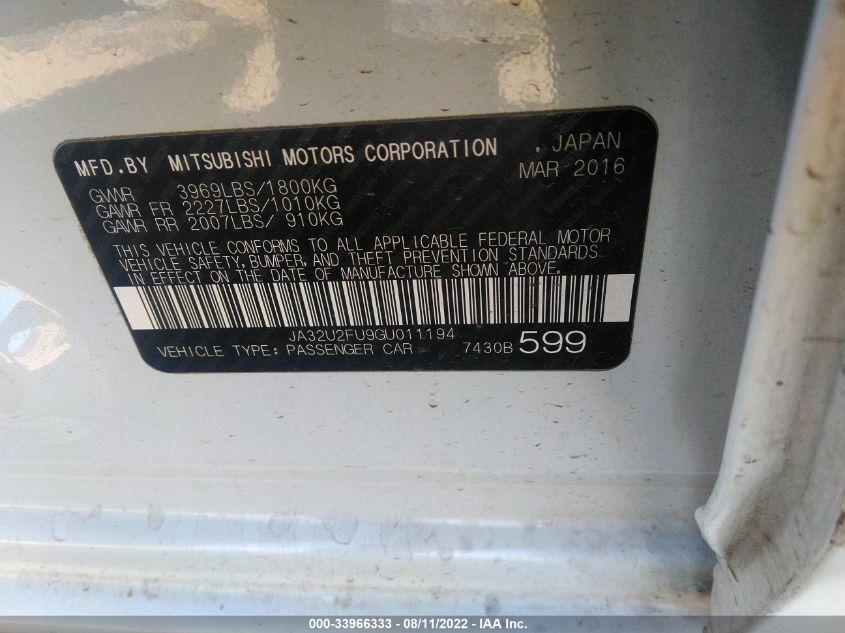 MFD.BY MITSUBISHI MOTORS CORPORATION , JAPAN
MAR 2016
GVWR 3969LBS/1800KG
GAWR FR 2227LBS/1010KG
GAWR RR 2007LBS/ 910KG
THIS VEHICLE CONFORMS TO ALL APPLICABLE FEDERAL MOTOR
VEHICLE SAFETY, BUMPER, AND THEFT PREVENTION STANDARDS
IN EFFECT ON THE DATE OF MANUFACTURE SHOWN ABOVE.
JA32U2FU9GU011194
VEHICLE TYPE: PASSENGER CAR 7430B 599
000-33966333 - 08/11/2022 - IAA Inc.